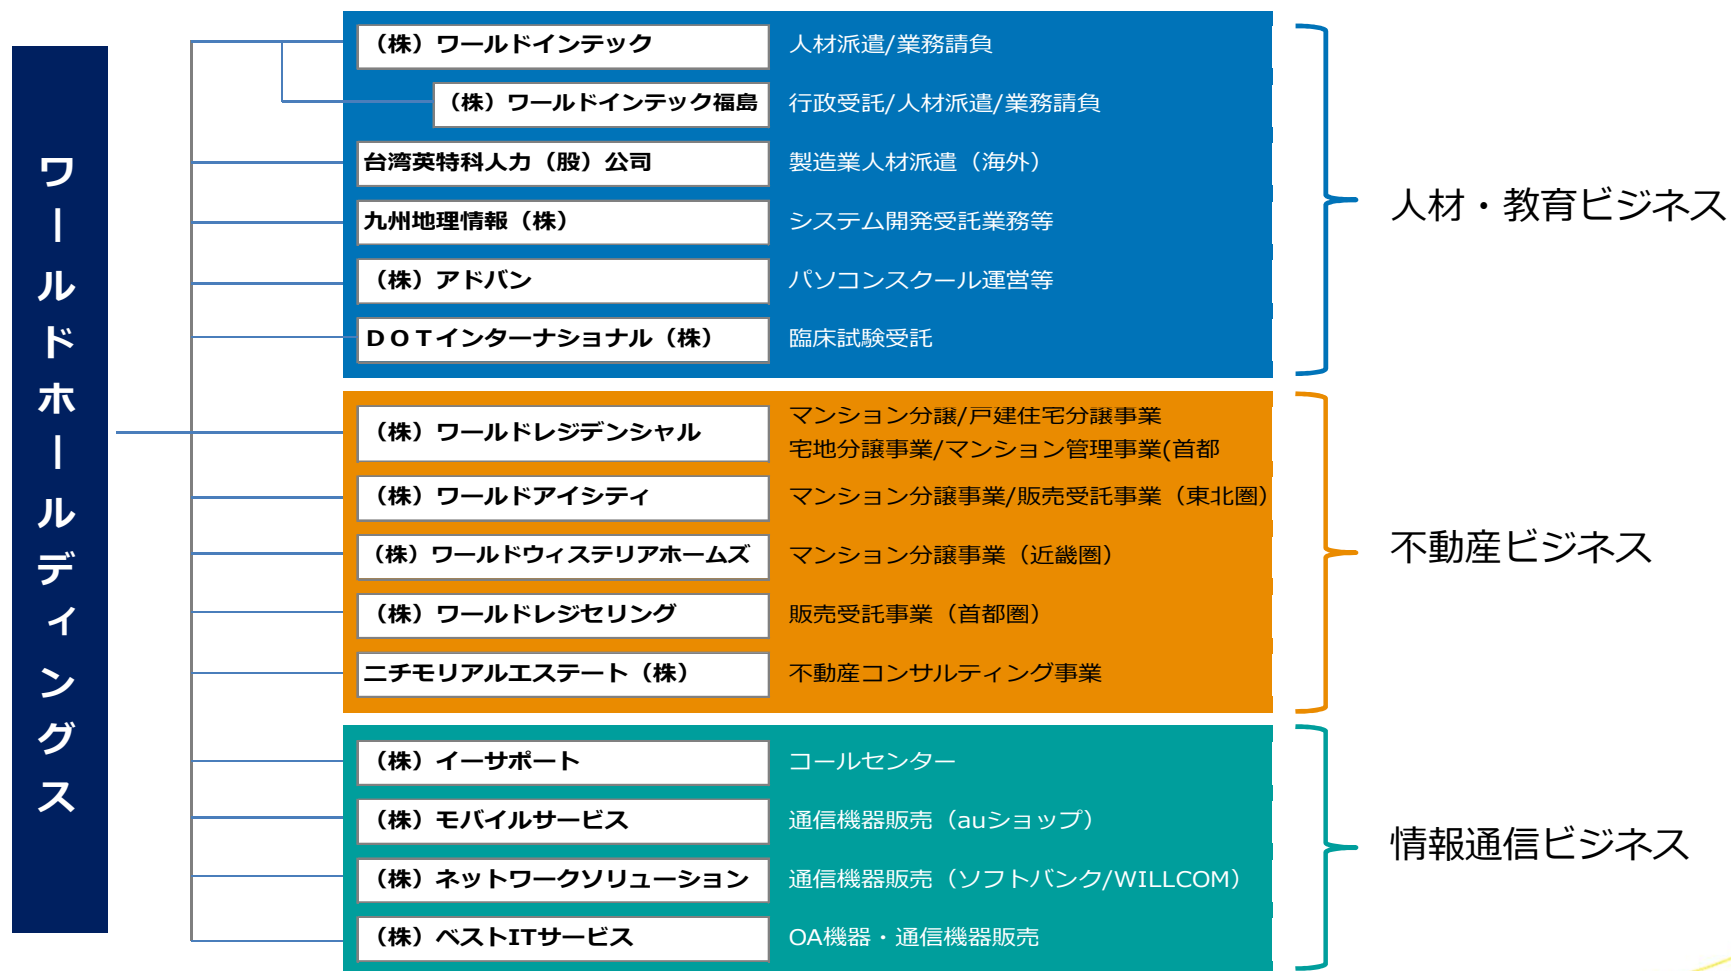 ワールドホールディングス
（株）ワールドインテック
人材派遣/業務請負
（株）ワールドインテック福島
行政受託/人材派遣/業務請負
台湾英特科人力（股）公司
製造業人材派遣（海外）
九州地理情報（株）
システム開発受託業務等
（株）アドバン
パソコンスクール運営等
ＤＯＴインターナショナル（株）
臨床試験受託
人材・教育ビジネス
（株）ワールドレジデンシャル
マンション分譲/戸建住宅分譲事業
宅地分譲事業/マンション管理事業(首都
（株）ワールドアイシティ
マンション分譲事業/販売受託事業（東北圏）
（株）ワールドウィステリアホームズ
マンション分譲事業（近畿圏）
（株）ワールドレジセリング
販売受託事業（首都圏）
ニチモリアルエステート（株）
不動産コンサルティング事業
不動産ビジネス
（株）イーサポート
コールセンター
（株）モバイルサービス
通信機器販売（auショップ）
（株）ネットワークソリューション
通信機器販売（ソフトバンク/WILLCOM）
（株）ベストITサービス
OA機器・通信機器販売
情報通信ビジネス